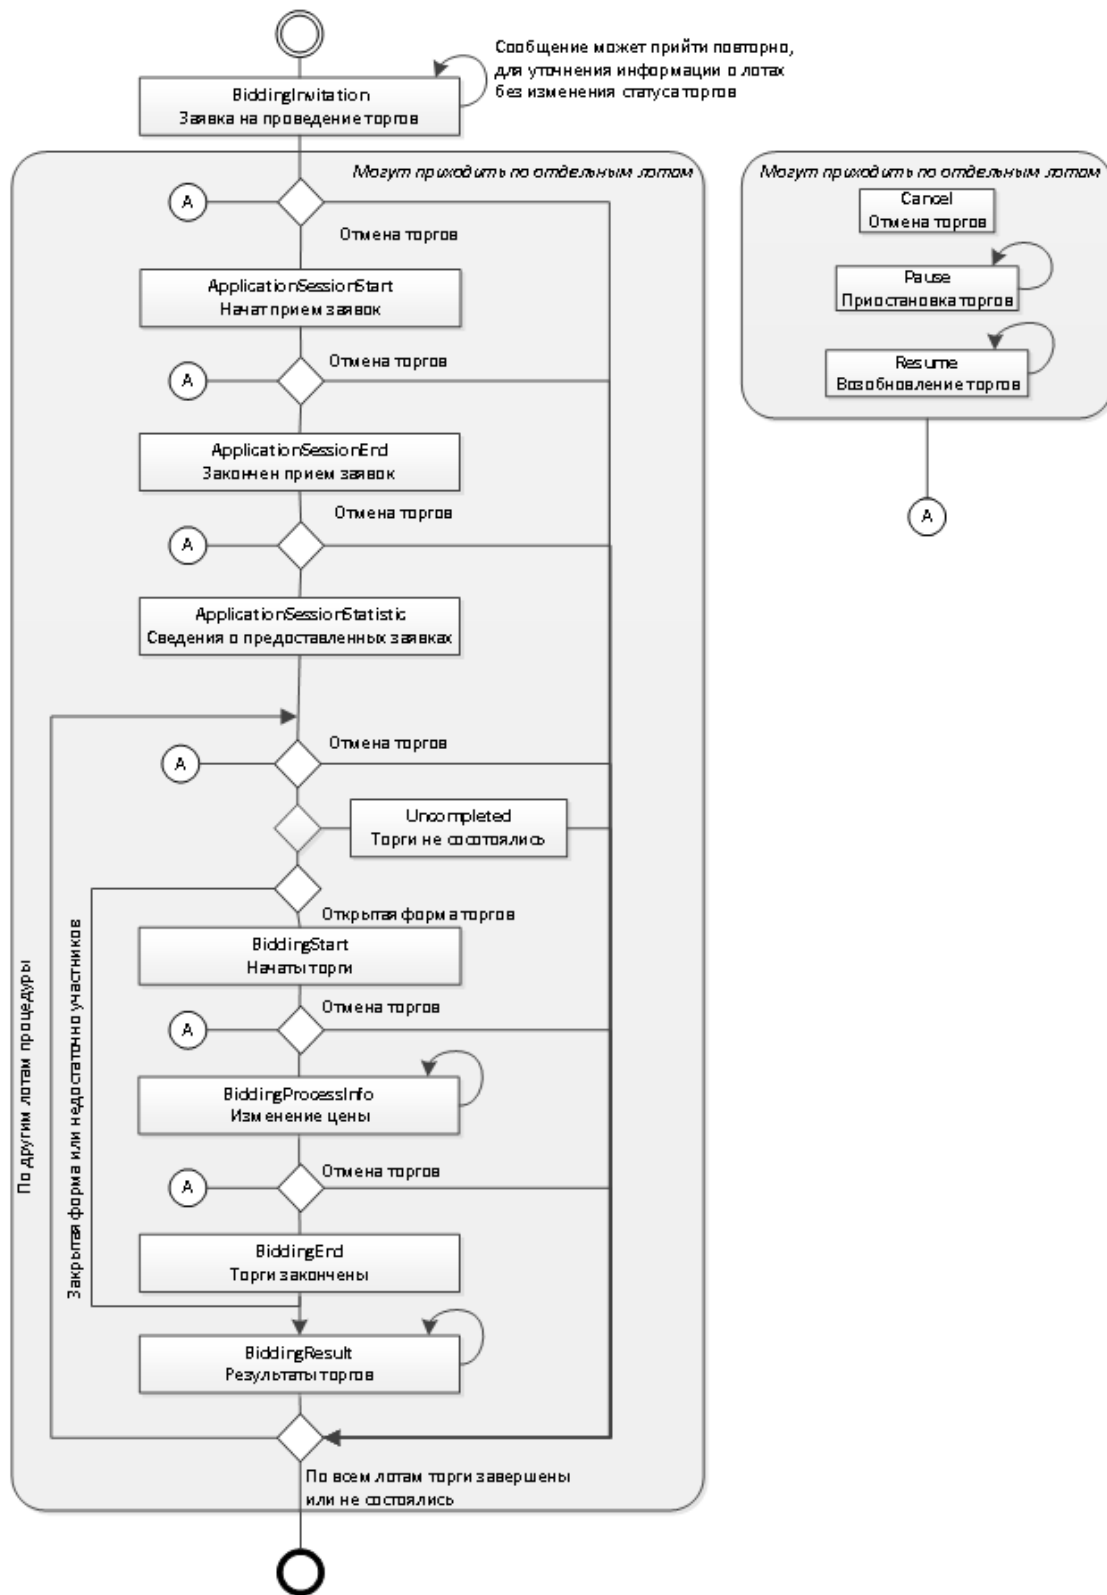 Сообщение может прийти повторно,
для уточнения информации о лотах
без изменения статуса торгов
BiddingInvitation
Заявка на проведение торгов
Могут приходить по отдельным лотам
A
Отмена торгов
ApplicationSessionStart
Начат прием заявок
Отмена торгов
A
ApplicationSessionEnd
Закончен прием заявок
Отмена торгов
A
ApplicationSessionStatistic
Сведения о предоставленных заявках
Отмена торгов
A
Uncompleted
Торги не сосотоялись
Открытая форма торгов
BiddingStart
Начаты торги
Отмена торгов
A
BiddingProcessInfo
Изменение цены
Отмена торгов
A
BiddingEnd
Торги закончены
BiddingResult
Результаты торгов
По всем лотам торги завершены
или не состоялись
По другим лотам процедуры
Закрытая форма или недостаточно участников
Могут приходить по отдельным лотам
Cancel
Отмена торгов
Pause
Приостановка торгов
Resume
Возобновление торгов
A